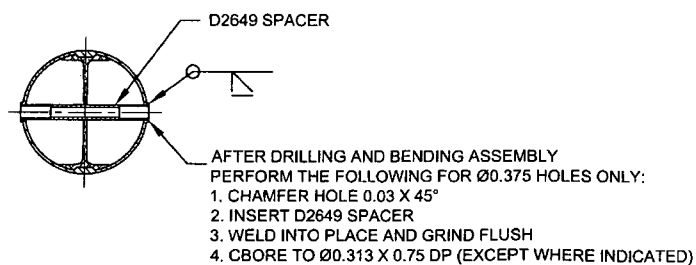 D2649 SPACER
AFTER DRILLING AND BENDING ASSEMBLY
PERFORM THE FOLLOWING FOR Ø0.375 HOLES ONLY:
1. CHAMFER HOLE 0.03 X 45°
2. INSERT D2649 SPACER
3. WELD INTO PLACE AND GRIND FLUSH
4. CBORE TO Ø0.313 X 0.75 DP (EXCEPT WHERE INDICATED)